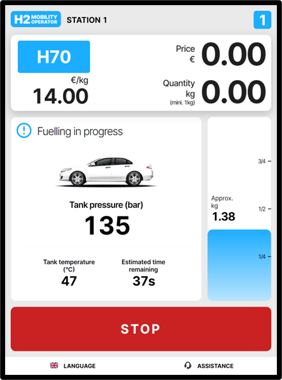 H2 MOBILITY OPERATOR STATION 1 1
H70
€/kg
14.00
Price
€
0.00
Quantity
kg
(mini. 1kg)
0.00
Fuelling in progress
Tank pressure (bar)
135
Tank temperature
(°C)
47
Estimated time
remaining
37s
3/4
Approx.
kg
1.38
1/2
1/4
STOP
LANGUAGE
ASSISTANCE